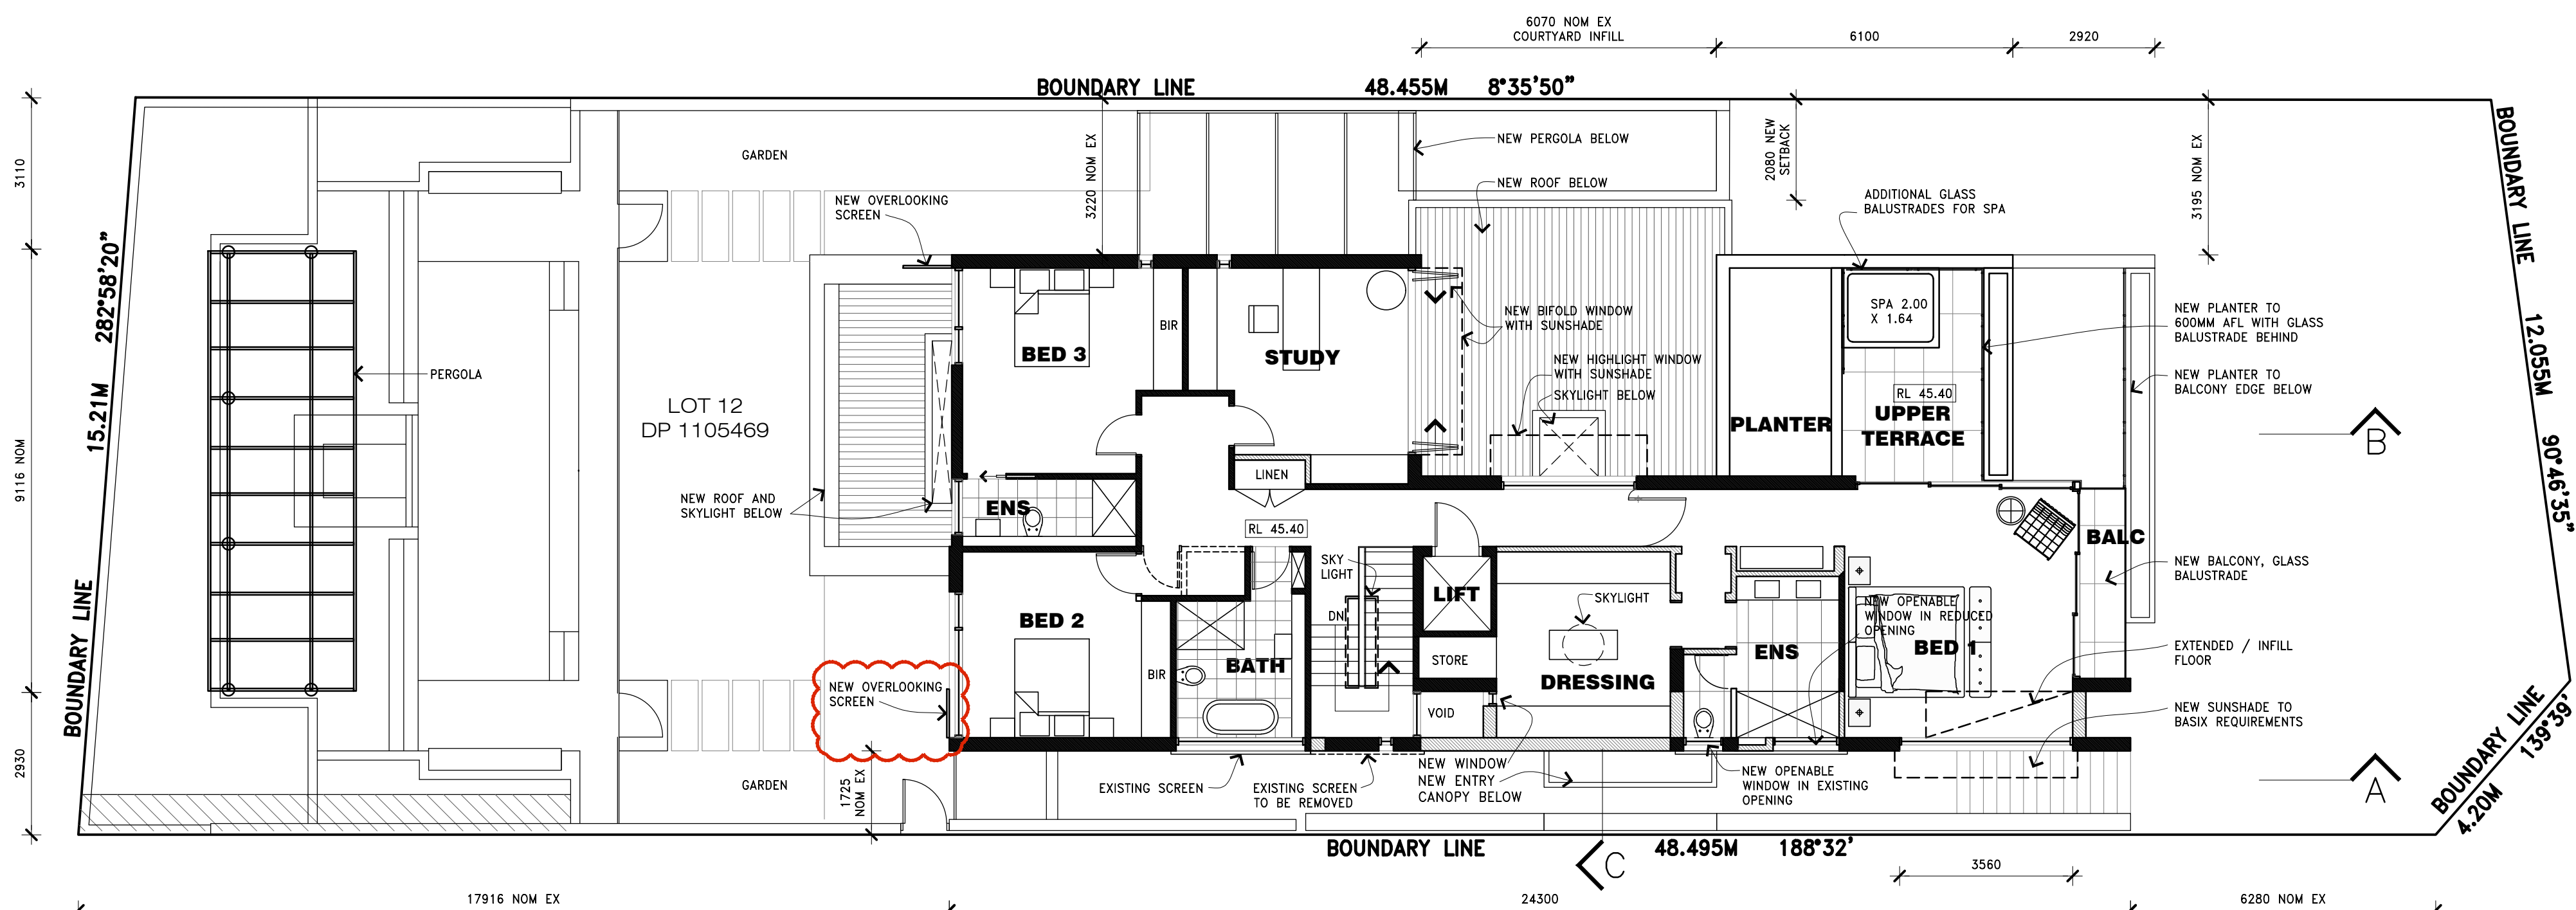 6070 NOM EX
COURTYARD INFILL
6100
2920
BOUNDARY LINE
48.455M
8°35'50"
3110
9116 NOM
2930
BOUNDARY LINE
15.21M
282°58'20"
GARDEN
3220 NOM EX
NEW OVERLOOKING
SCREEN
NEW PERGOLA BELOW
NEW ROOF BELOW
2080 NEW
SETBACK
ADDITIONAL GLASS
BALUSTRADES FOR SPA
3195 NOM EX
BOUNDARY LINE
12.055M
90°46'35"
PERGOLA
LOT 12
DP 1105469
NEW ROOF AND
SKYLIGHT BELOW
BED 3
BIR
STUDY
NEW BIFOLD WINDOW
WITH SUNSHADE
NEW HIGHLIGHT WINDOW
WITH SUNSHADE
SKYLIGHT BELOW
SPA 2.00
X 1.64
RL 45.40
PLANTER
UPPER
TERRACE
NEW PLANTER TO
600MM AFL WITH GLASS
BALUSTRADE BEHIND
NEW PLANTER TO
BALCONY EDGE BELOW
B
LINEN
ENS
RL 45.40
BALC
SKY
LIGHT
LIFT
SKYLIGHT
DN
NEW BALCONY, GLASS
BALUSTRADE
BED 2
BIR
BATH
STORE
DRESSING
ENS
NEW OPENABLE
WINDOW IN REDUCED
OPENING
BED 1
EXTENDED / INFILL
FLOOR
NEW OVERLOOKING
SCREEN
VOID
NEW SUNSHADE TO
BASIX REQUIREMENTS
GARDEN
1725
NOM EX
EXISTING SCREEN
EXISTING SCREEN
TO BE REMOVED
NEW WINDOW
NEW ENTRY
CANOPY BELOW
NEW OPENABLE
WINDOW IN EXISTING
OPENING
A
BOUNDARY LINE
4.20M
139°39'
BOUNDARY LINE
48.495M
188°32'
C
3560
17916 NOM EX
24300
6280 NOM EX